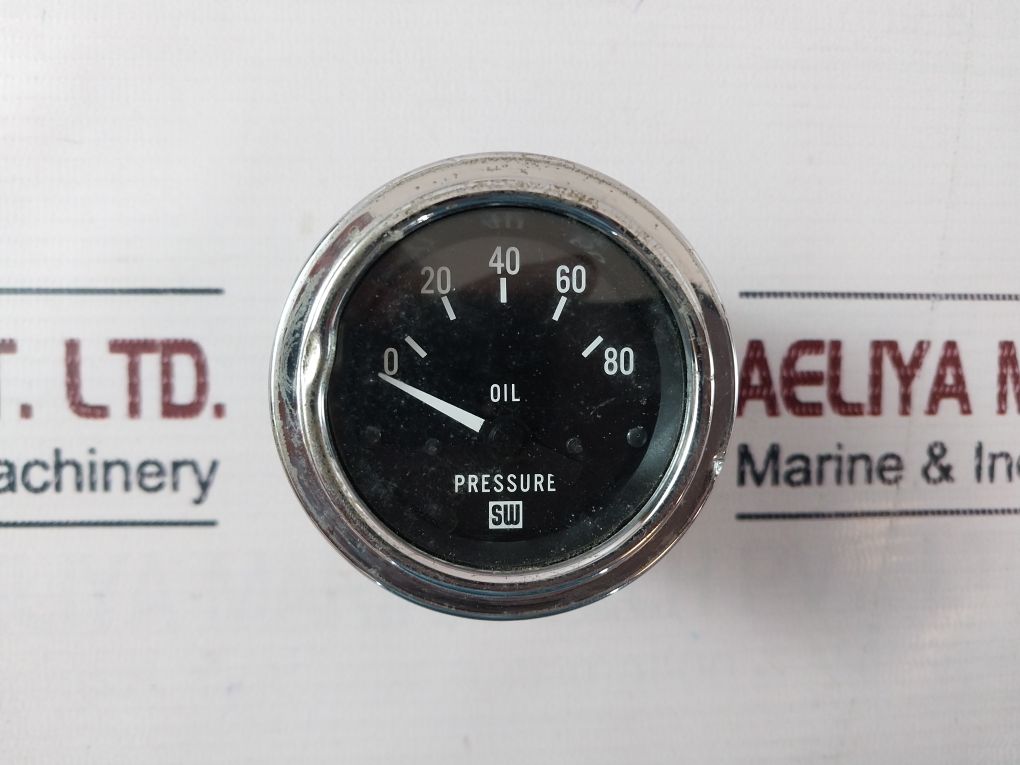 0 20 40 60 80
OIL
PRESSURE
SW
T. LTD.
achinery
AELIYA M
Marine & Ind